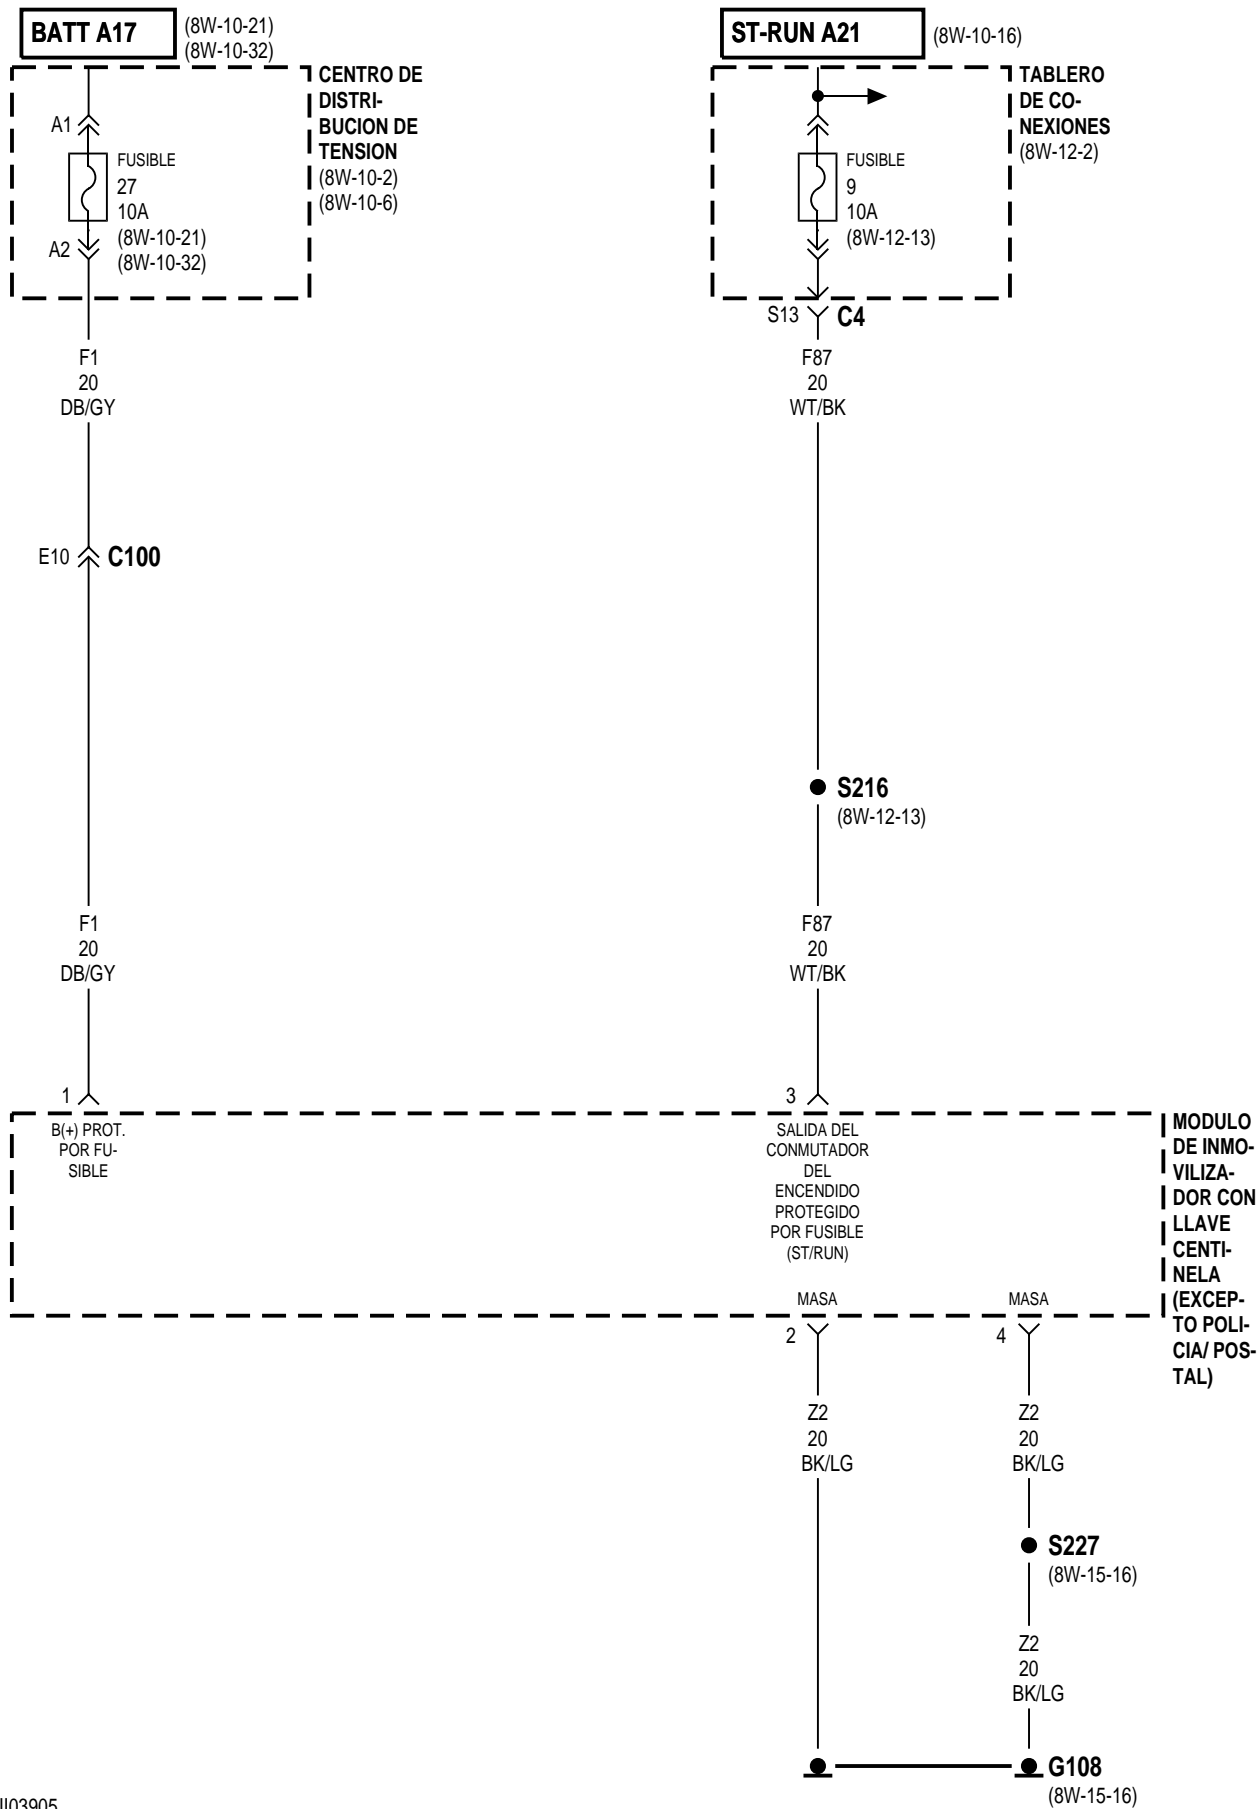 BATT A17
(8W-10-21)
(8W-10-32)
ST-RUN A21
(8W-10-16)
CENTRO DE
DISTRI-
BUCION DE
TENSION
(8W-10-2)
(8W-10-6)
A1
FUSIBLE
27
10A
(8W-10-21)
(8W-10-32)
A2
TABLERO
DE CO-
NEXIONES
(8W-12-2)
FUSIBLE
9
10A
(8W-12-13)
S13
C4
F1
20
DB/GY
F87
20
WT/BK
E10
C100
S216
(8W-12-13)
F1
20
DB/GY
F87
20
WT/BK
1
3
B(+) PROT.
POR FU-
SIBLE
SALIDA DEL
CONMUTADOR
DEL
ENCENDIDO
PROTEGIDO
POR FUSIBLE
(ST/RUN)
MODULO
DE INMO-
VILIZA-
DOR CON
LLAVE
CENTI-
NELA
(EXCEP-
TO POLI-
CIA/ POS-
TAL)
MASA
MASA
2
4
Z2
20
BK/LG
Z2
20
BK/LG
S227
(8W-15-16)
Z2
20
BK/LG
G108
(8W-15-16)